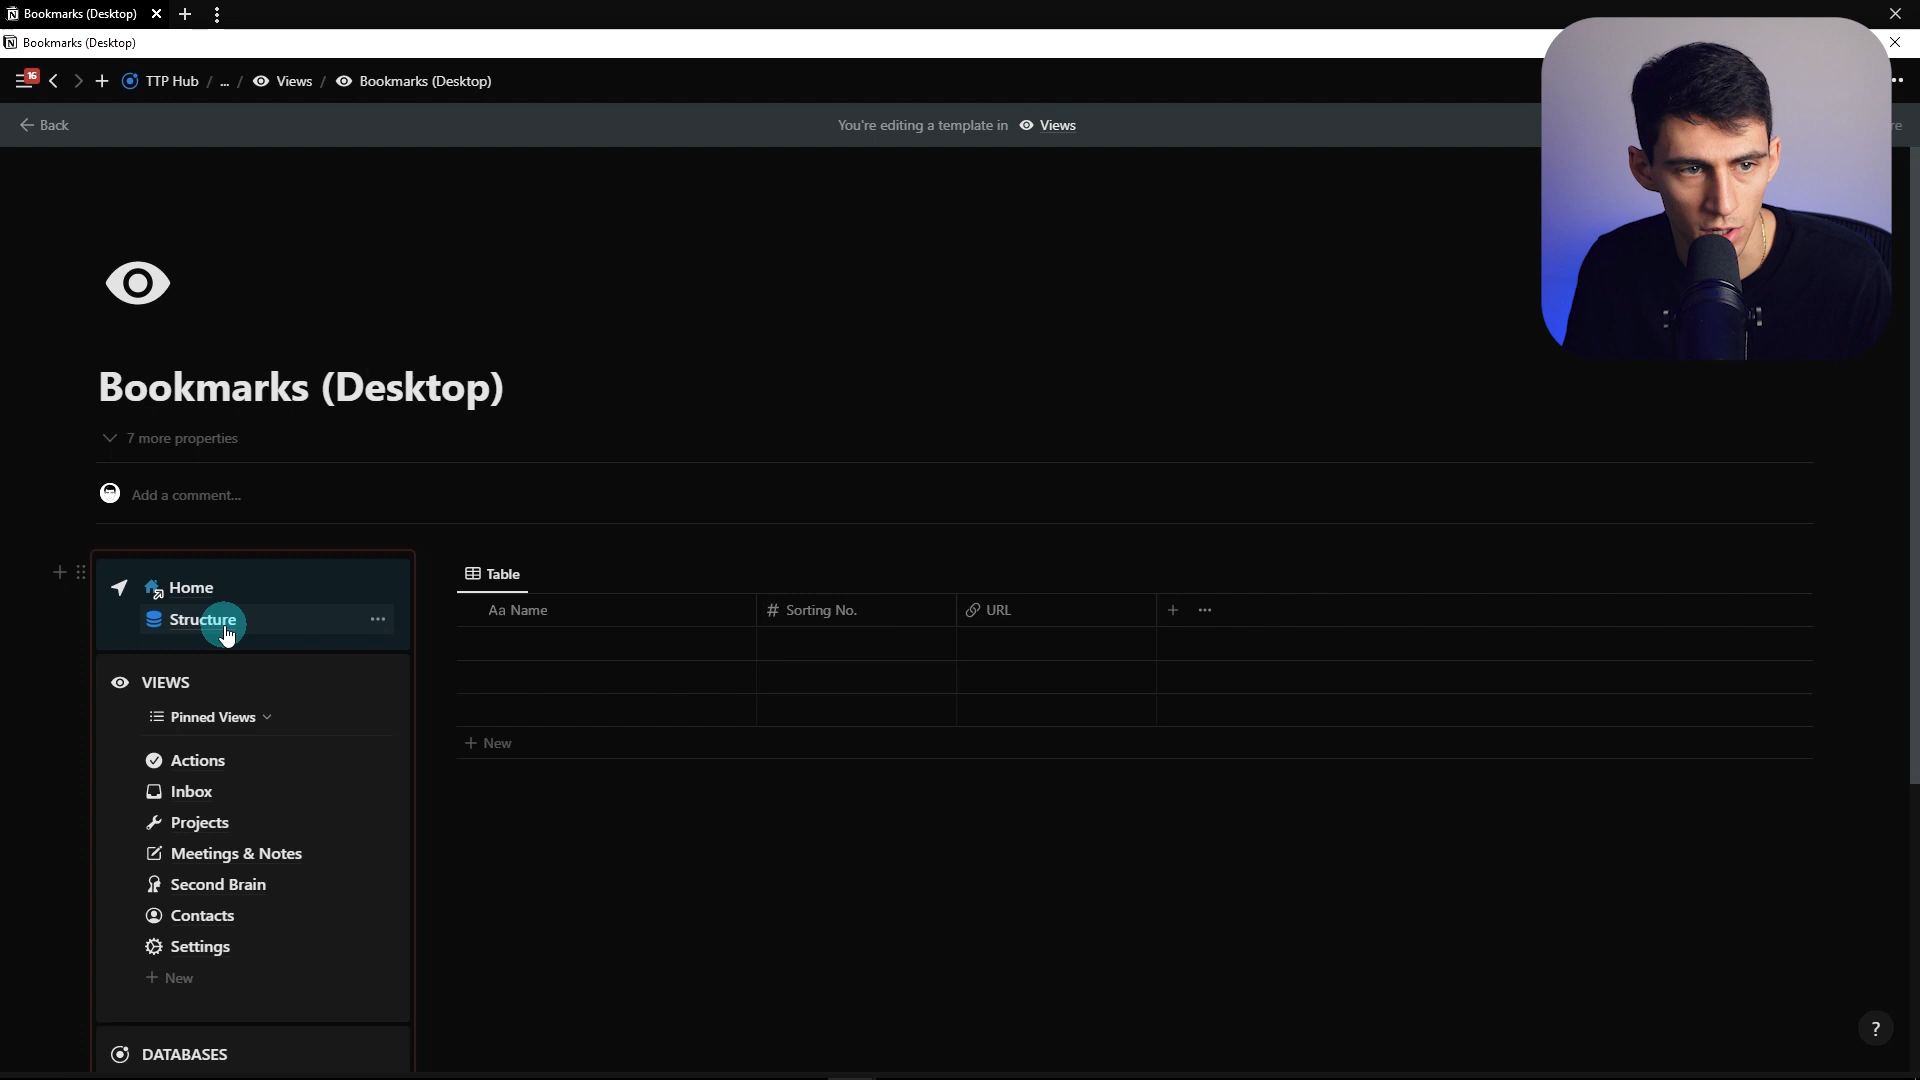 Bookmarks (Desktop)
Bookmarks (Desktop)
16
TTP Hub / ... / Views / Bookmarks (Desktop)
Back
You're editing a template in Views
Bookmarks (Desktop)
7 more properties
Add a comment...
Home
Structure
VIEWS
Pinned Views
Actions
Inbox
Projects
Meetings & Notes
Second Brain
Contacts
Settings
+ New
DATABASES
Table
Aa Name
# Sorting No.
URL
+ New
?